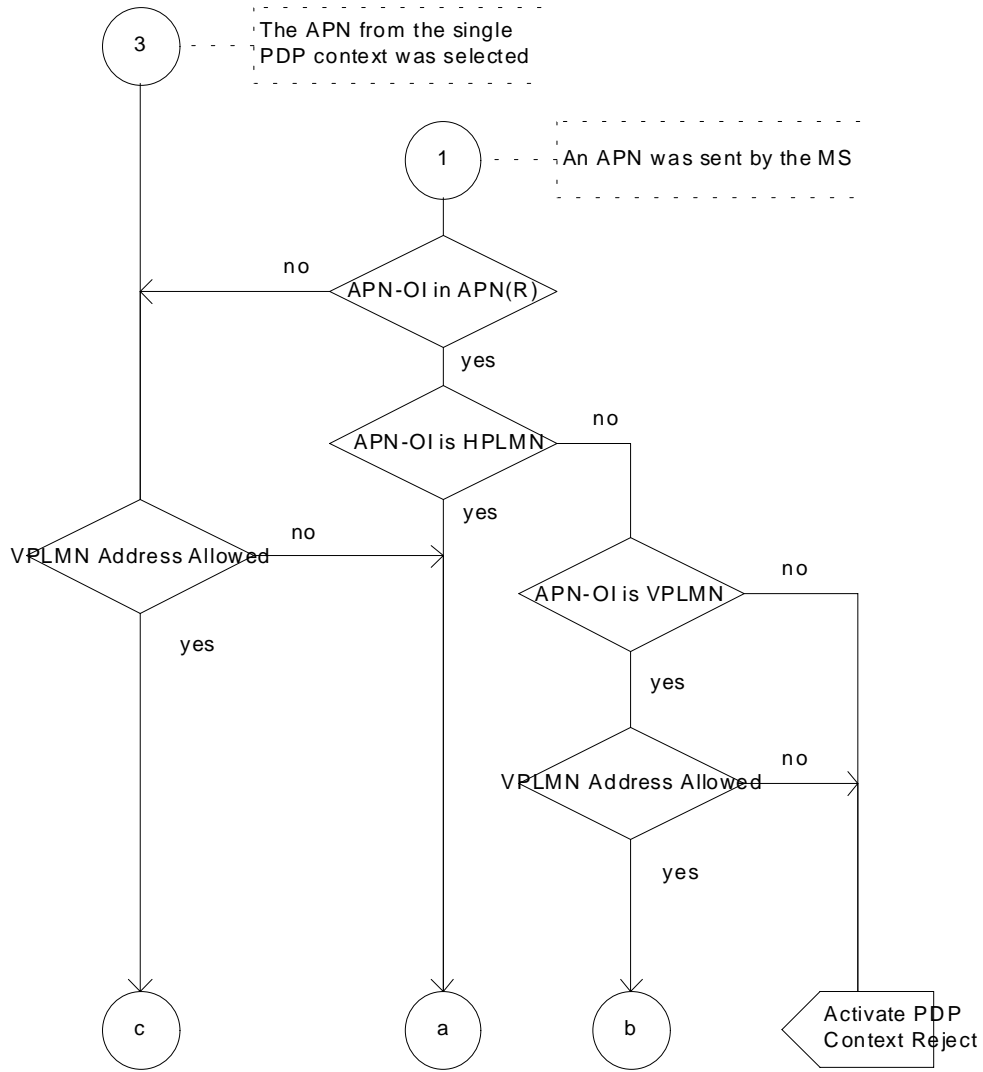 3
The APN from the single
PDP context was selected
1
An APN was sent by the MS
no
APN-OI in APN(R)
yes
no
APN-OI is HPLMN
yes
no
VPLMN Address Allowed
no
APN-OI is VPLMN
yes
yes
no
VPLMN Address Allowed
yes
c
a
b
Activate PDP
Context Reject